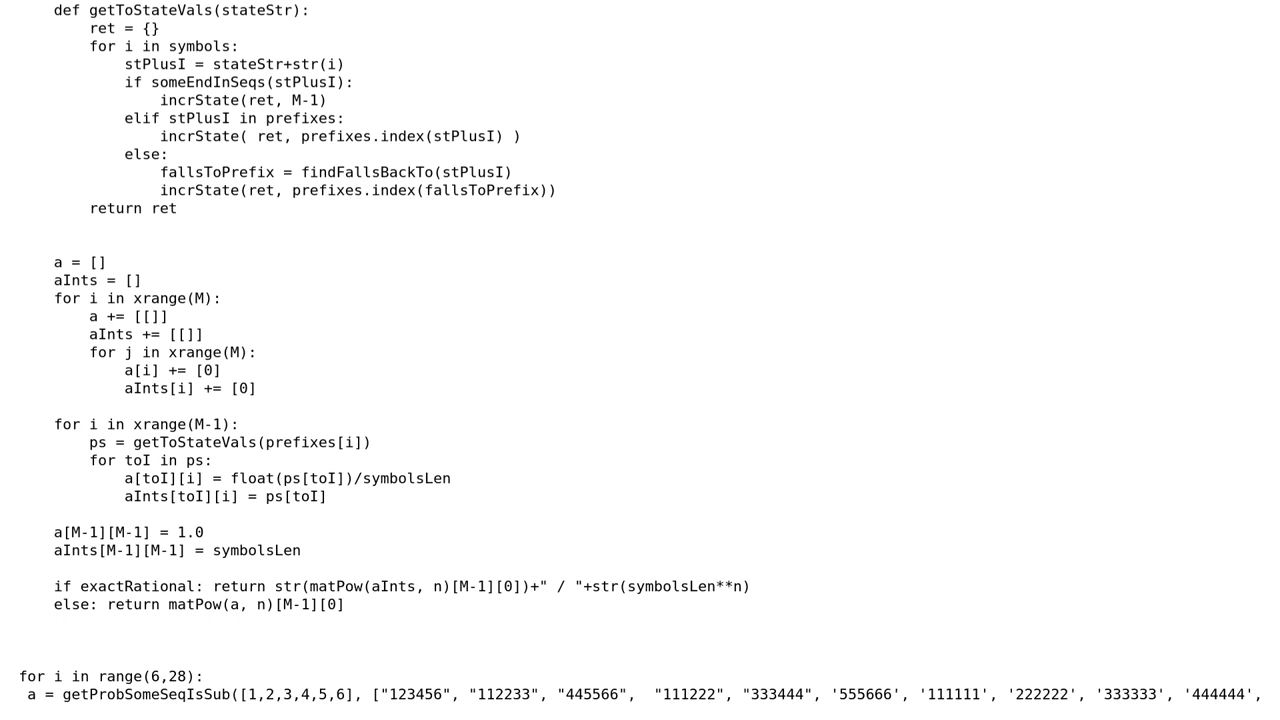 def getToStateVals(stateStr):
ret = {}
for i in symbols:
stPlusI = stateStr+str(i)
if someEndInSeqs(stPlusI):
incrState(ret, M-1)
elif stPlusI in prefixes:
incrState( ret, prefixes.index(stPlusI) )
else:
fallsToPrefix = findFallsBackTo(stPlusI)
incrState(ret, prefixes.index(fallsToPrefix))
return ret
a = []
aInts = []
for i in xrange(M):
a += [[]]
aInts += [[]]
for j in xrange(M):
a[i] += [0]
aInts[i] += [0]
for i in xrange(M-1):
ps = getToStateVals(prefixes[i])
for toI in ps:
a[toI][i] = float(ps[toI])/symbolsLen
aInts[toI][i] = ps[toI]
a[M-1][M-1] = 1.0
aInts[M-1][M-1] = symbolsLen
if exactRational: return str(matPow(aInts, n)[M-1][0])+" / "+str(symbolsLen**n)
else: return matPow(a, n)[M-1][0]
for i in range(6,28):
a = getProbSomeSeqIsSub([1,2,3,4,5,6], ["123456", "112233", "445566",  "111222", "333444", '555666', '111111', '222222', '333333', '444444',